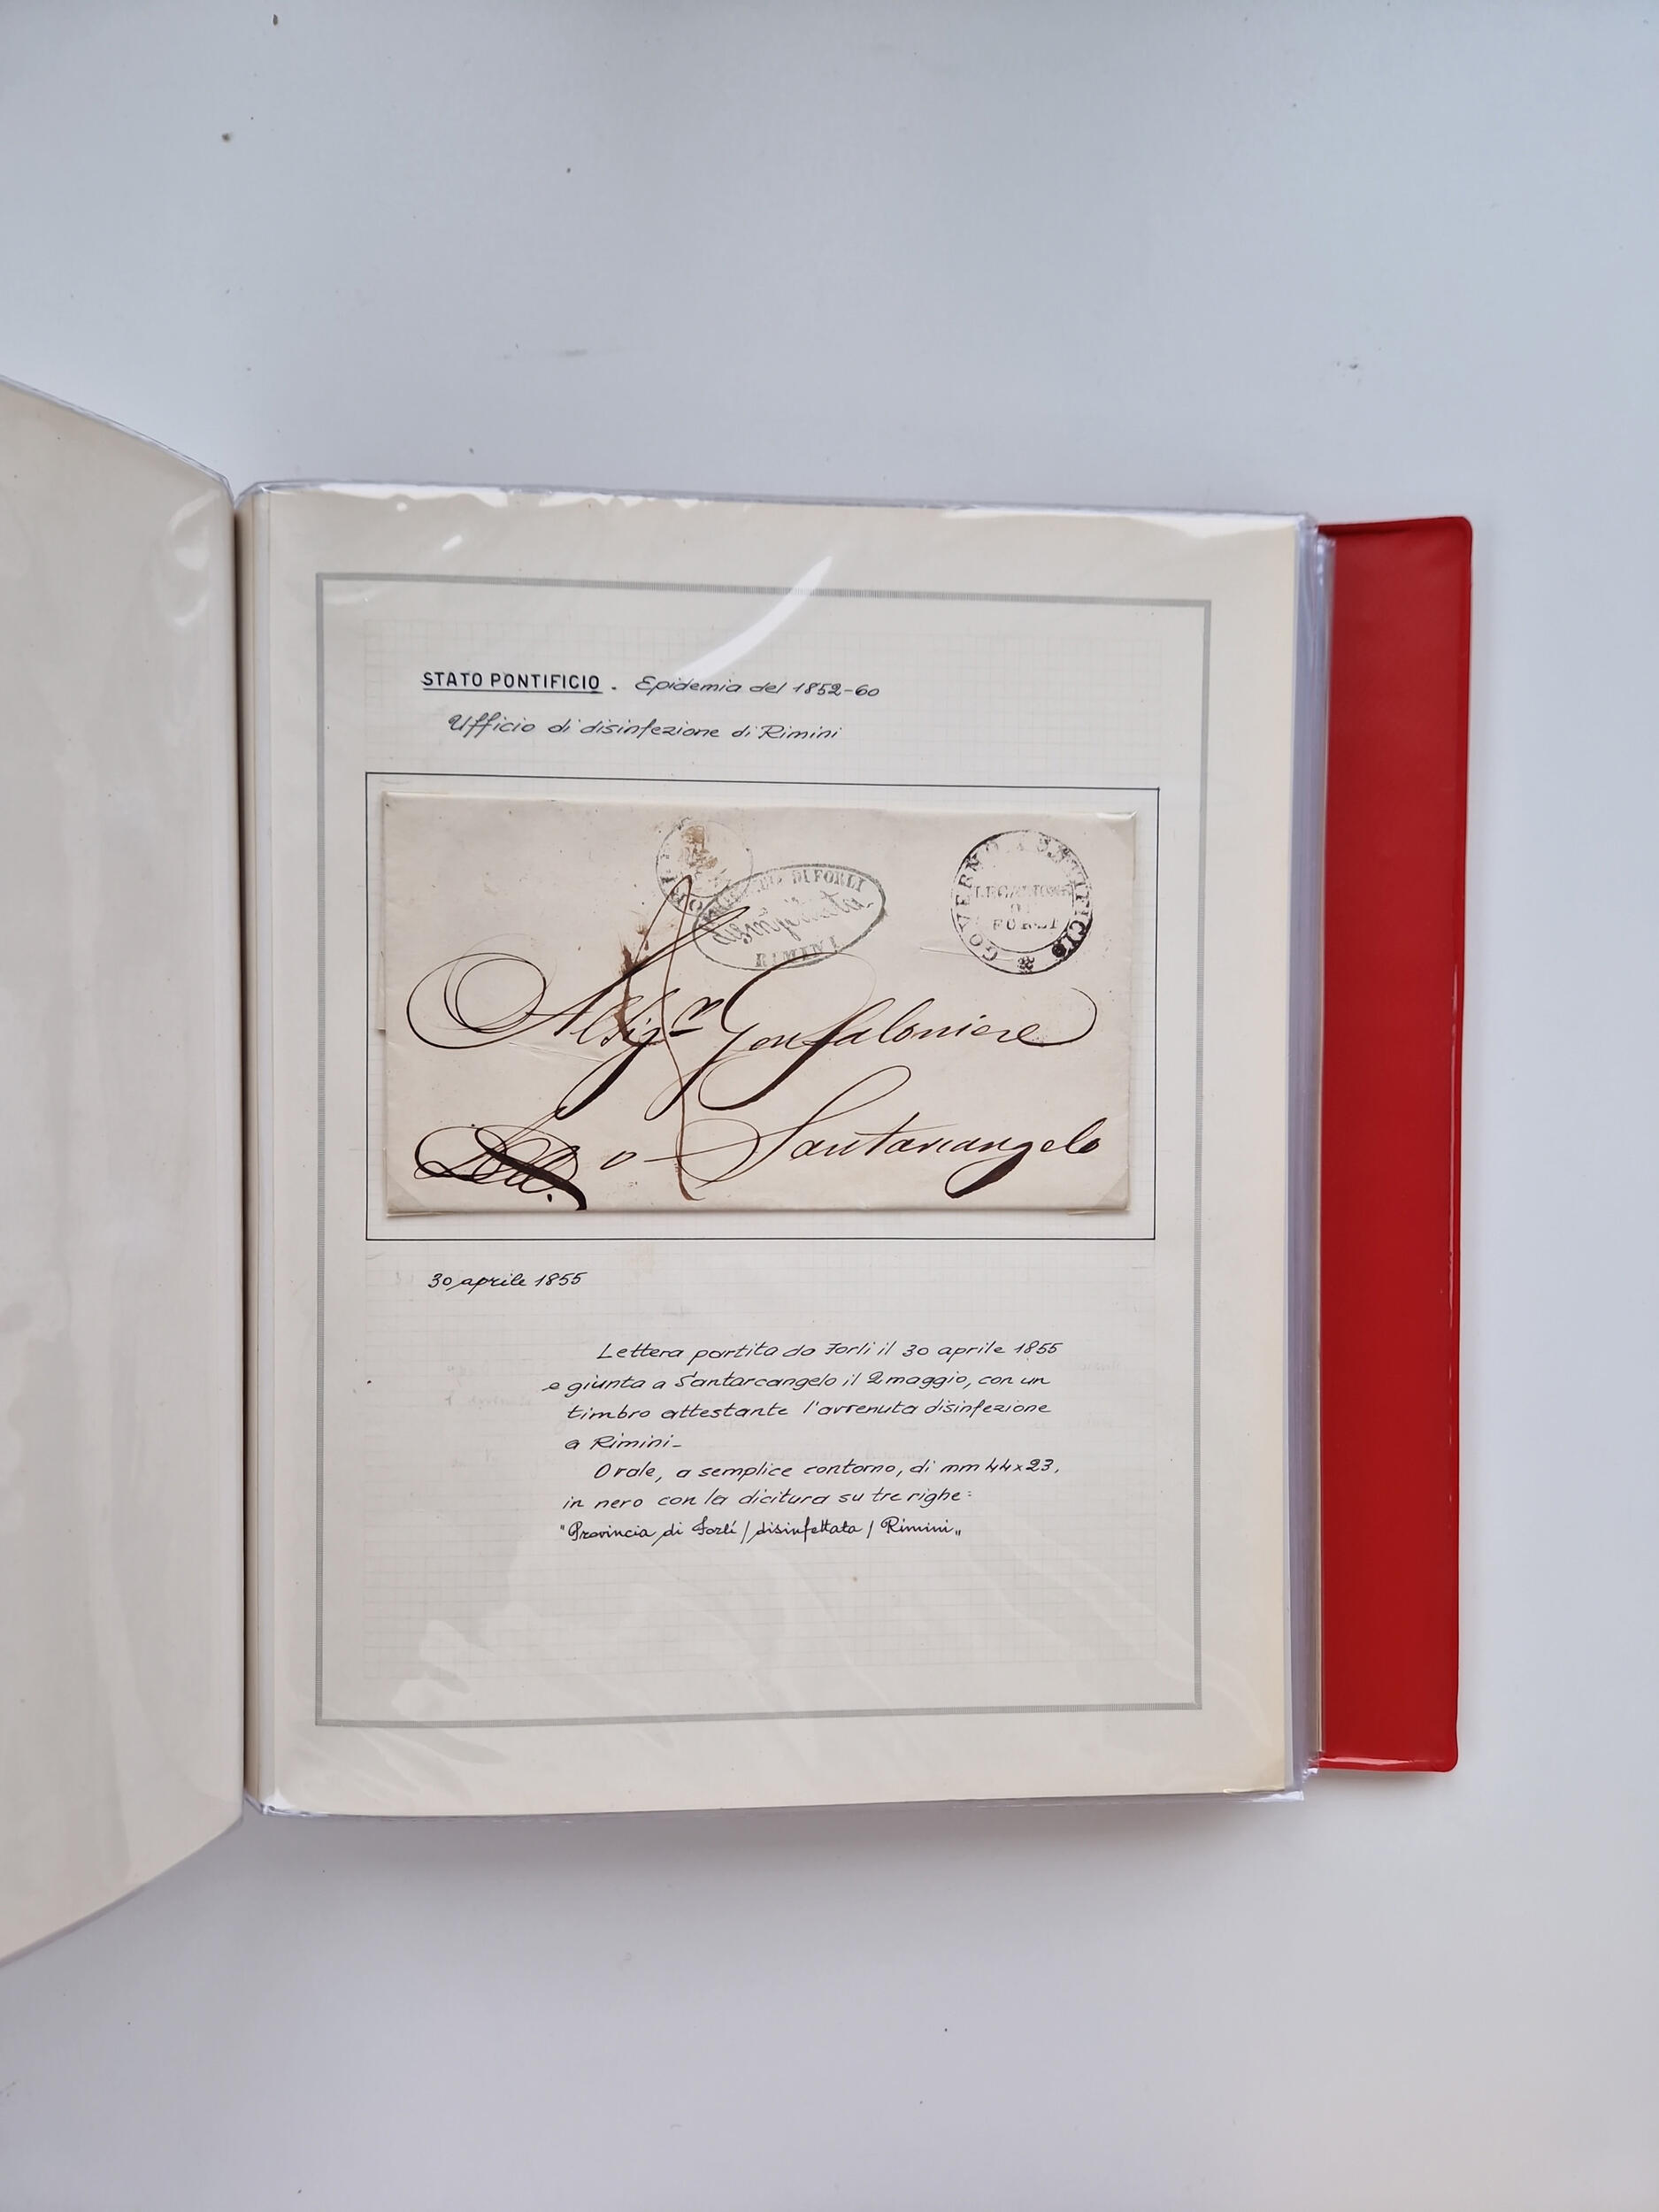 STATO PONTIFICIO. Epidemia del 1852-60
Ufficio di disinfezione di Rimini
DI FORLI
disinfettata
RIMINI
GOVERNO PONTIFICIO
LEGAZIONE
DI
FORLI
Al Sig.r Gonfaloniere
Santarcangelo
30 aprile 1855
Lettera partita da Forlì il 30 aprile 1855
e giunta a Santarcangelo il 2 maggio, con un
timbro attestante l'avvenuta disinfezione
a Rimini-
Ovale, a semplice contorno, di mm 44x23,
in nero con la dicitura su tre righe:
"Provincia di Forlí / disinfettata / Rimini„